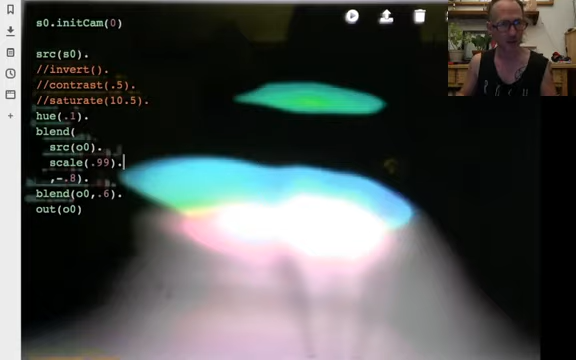 s0.initCam(0)
src(s0).
//invert().
//contrast(.5).
//saturate(10.5).
hue(.1).
blend(
src(o0).
scale(.99).
,-.8).
blend(o0,.6).
out(o0)